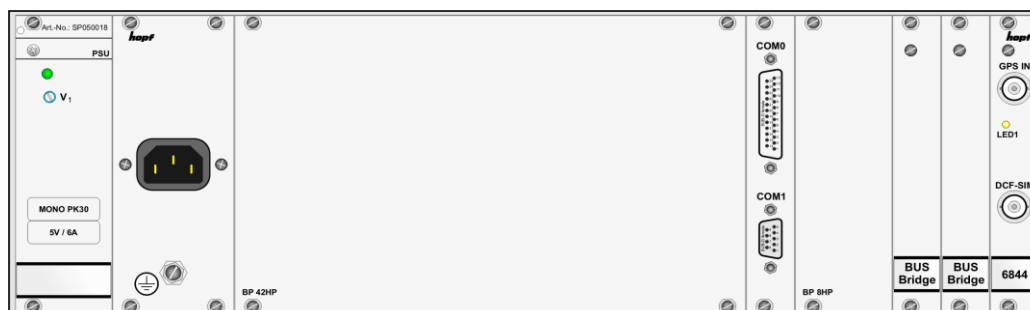 Art.-No.: SP050018
PSU
V1
MONO PK30
5V / 6A
hopf
BP 42HP
COM0
COM1
BP 8HP
BUS
Bridge
BUS
Bridge
hopf
GPS IN
LED1
DCF-SIM
6844